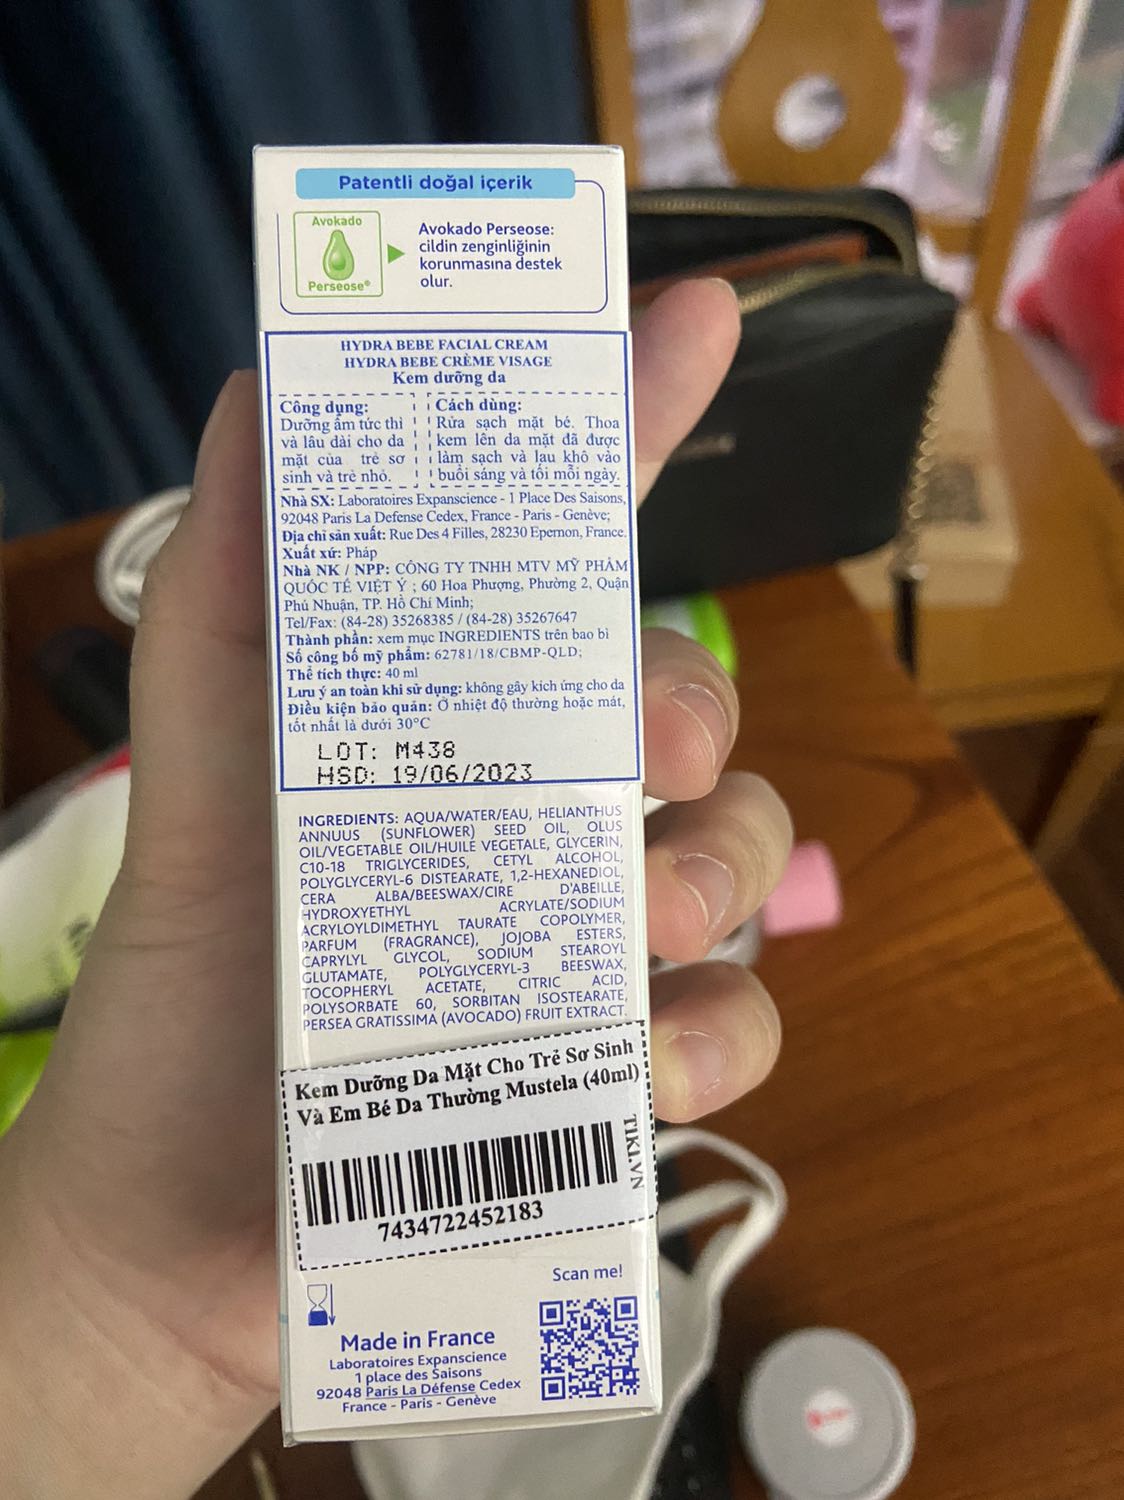 Patentli doğal içerik
Avokado
Perseose®
Avokado Perseose:
cildin zenginliğinin
korunmasına destek
olur.
HYDRA BEBE FACIAL CREAM
HYDRA BEBE CRÈME VISAGE
Kem dưỡng da
Công dụng:
Dưỡng ẩm tức thì
và lâu dài cho da
mặt của trẻ sơ
sinh và trẻ nhỏ.
Cách dùng:
Rửa sạch mặt bé. Thoa
kem lên da mặt đã được
làm sạch và lau khô vào
buổi sáng và tối mỗi ngày.
Nhà SX: Laboratoires Expanscience - 1 Place Des Saisons,
92048 Paris La Defense Cedex, France - Paris - Genève;
Địa chỉ sản xuất: Rue Des 4 Filles, 28230 Epernon, France.
Xuất xứ: Pháp
Nhà NK / NPP: CÔNG TY TNHH MTV MỸ PHẨM
QUỐC TẾ VIỆT Ý ; 60 Hoa Phượng, Phường 2, Quận
Phú Nhuận, TP. Hồ Chí Minh;
Tel/Fax: (84-28) 35268385 / (84-28) 35267647
Thành phần: xem mục INGREDIENTS trên bao bì
Số công bố mỹ phẩm: 62781/18/CBMP-QLD;
Thể tích thực: 40 ml
Lưu ý an toàn khi sử dụng: không gây kích ứng cho da
Điều kiện bảo quản: Ở nhiệt độ thường hoặc mát,
tốt nhất là dưới 30°C
LOT: M438
HSD: 19/06/2023
INGREDIENTS: AQUA/WATER/EAU, HELIANTHUS
ANNUUS (SUNFLOWER) SEED OIL, OLUS
OIL/VEGETABLE OIL/HUILE VEGETALE, GLYCERIN,
C10-18 TRIGLYCERIDES, CETYL ALCOHOL,
POLYGLYCERYL-6 DISTEARATE, 1,2-HEXANEDIOL,
CERA ALBA/BEESWAX/CIRE D'ABEILLE,
HYDROXYETHYL ACRYLATE/SODIUM
ACRYLOYLDIMETHYL TAURATE COPOLYMER,
PARFUM (FRAGRANCE), JOJOBA ESTERS,
CAPRYLYL GLYCOL, SODIUM STEAROYL
GLUTAMATE, POLYGLYCERYL-3 BEESWAX,
TOCOPHERYL ACETATE, CITRIC ACID,
POLYSORBATE 60, SORBITAN ISOSTEARATE,
PERSEA GRATISSIMA (AVOCADO) FRUIT EXTRACT.
Kem Dưỡng Da Mặt Cho Trẻ Sơ Sinh
Và Em Bé Da Thường Mustela (40ml)
TIKI.VN
7434722452183
Scan me!
Made in France
Laboratoires Expanscience
1 place des Saisons
92048 Paris La Défense Cedex
France - Paris - Genève